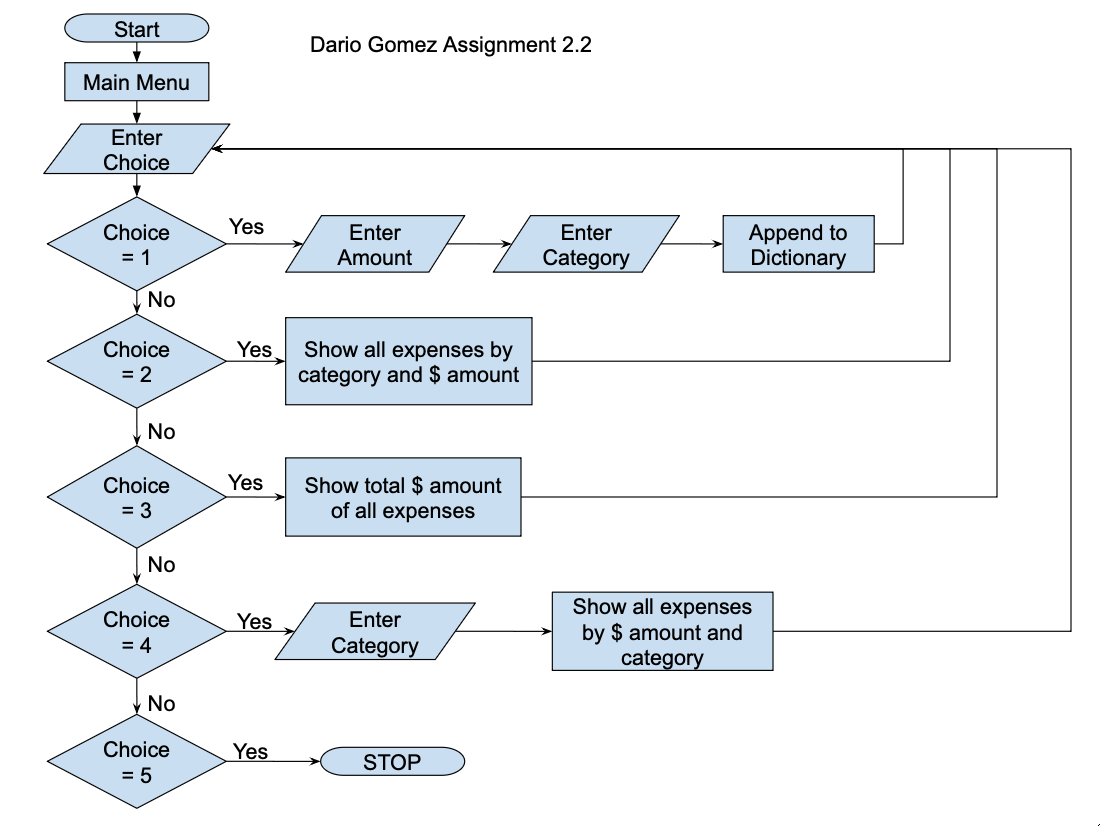 Start
Dario Gomez Assignment 2.2
Main Menu
Enter
Choice
Choice
= 1
Yes
Enter
Amount
Enter
Category
Append to
Dictionary
No
Choice
= 2
Yes
Show all expenses by
category and $ amount
No
Choice
= 3
Yes
Show total $ amount
of all expenses
No
Choice
= 4
Yes
Enter
Category
Show all expenses
by $ amount and
category
No
Choice
= 5
Yes
STOP